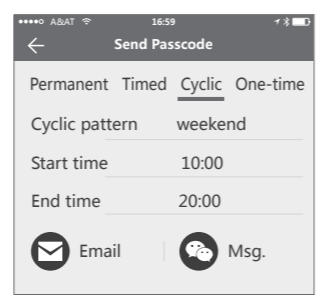 A&AT 16:59
Send Passcode
Permanent Timed Cyclic One-time
Cyclic pattern weekend
Start time 10:00
End time 20:00
Email Msg.